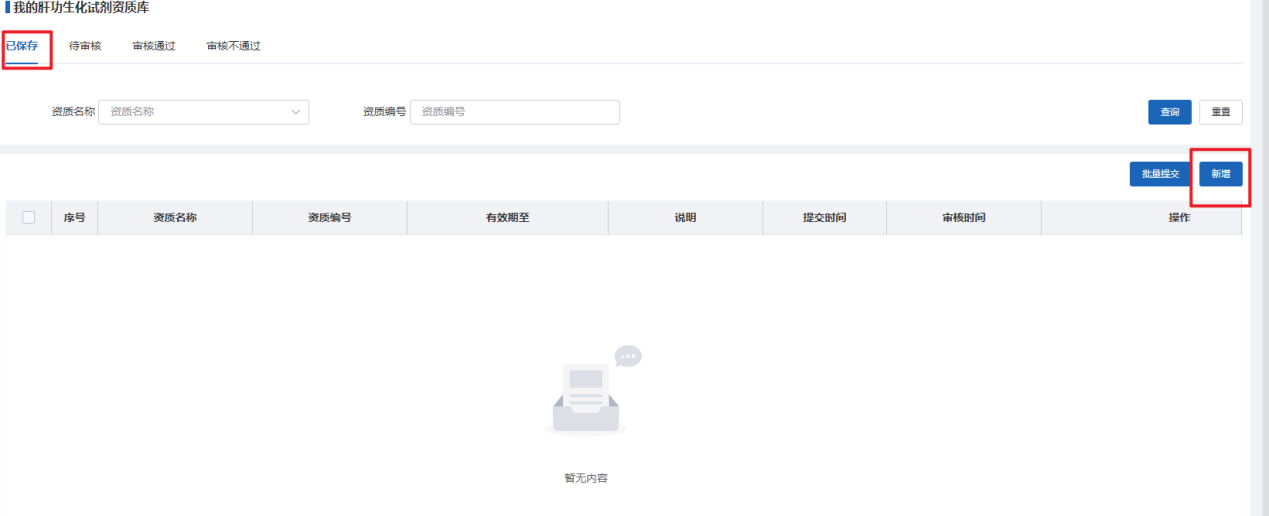 我的肝功生化试剂资质库
已保存 待审核 审核通过 审核不通过
资质名称 资质名称 资质编号 资质编号 查询 重置
批量提交 新增
序号 资质名称 资质编号 有效期至 说明 提交时间 审核时间 操作
暂无内容